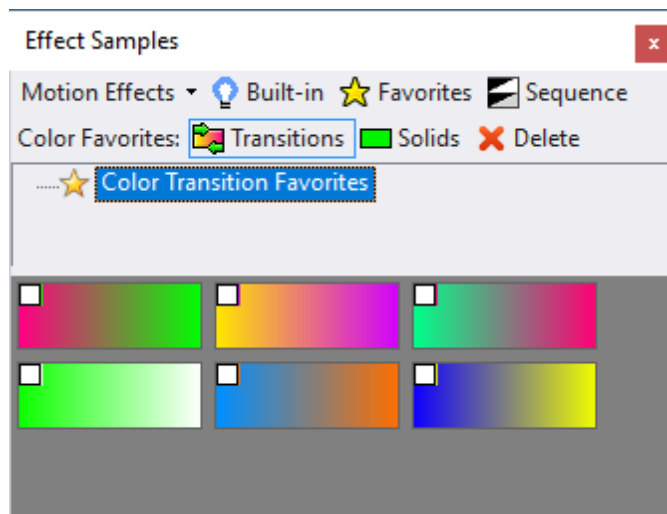 Effect Samples
x
Motion Effects Built-in Favorites Sequence
Color Favorites: Transitions Solids Delete
Color Transition Favorites